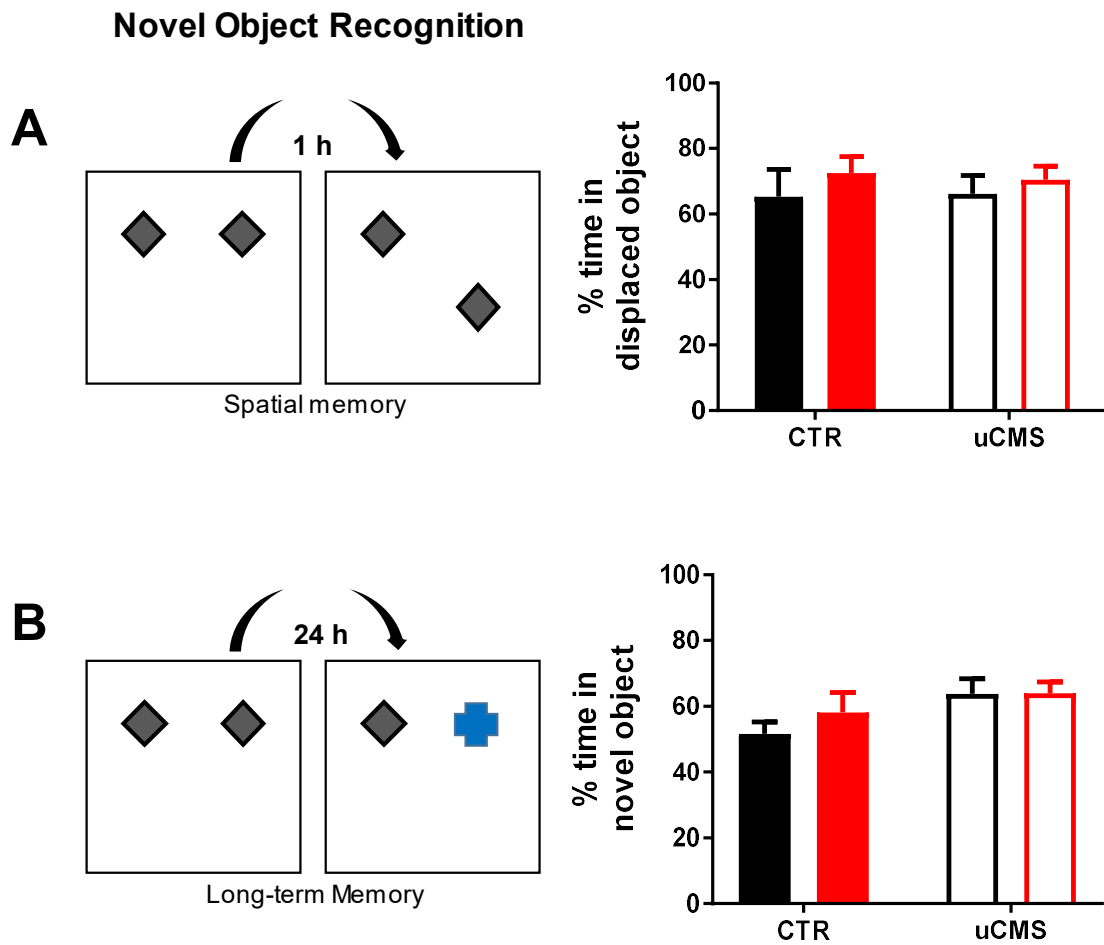 Novel Object Recognition
A
1 h
Spatial memory
% time in
displaced object
100
80
60
40
20
0
CTR
uCMS
B
24 h
Long-term Memory
% time in
novel object
100
80
60
40
20
0
CTR
uCMS